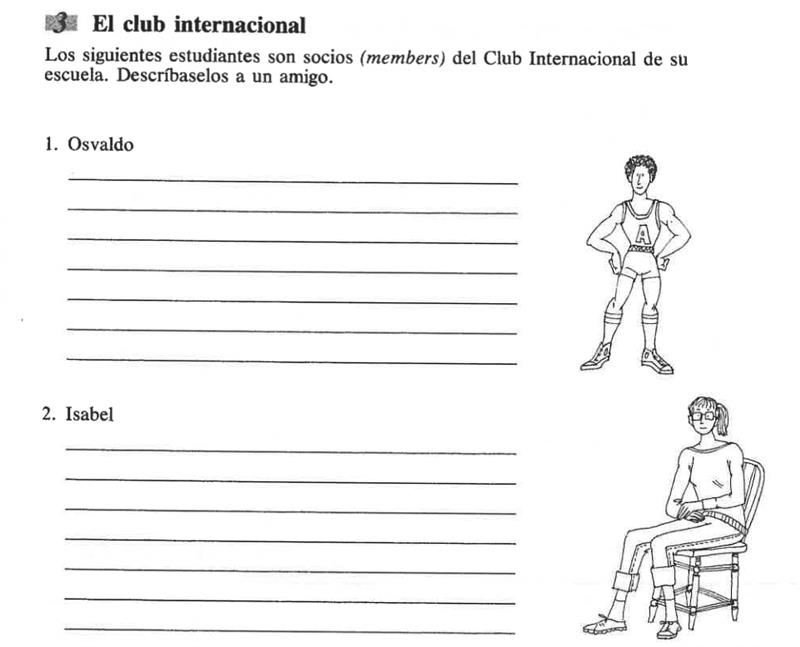 3 El club internacional
Los siguientes estudiantes son socios (members) del Club Internacional de su
escuela. Descríbaselos a un amigo.
1. Osvaldo
A
2. Isabel